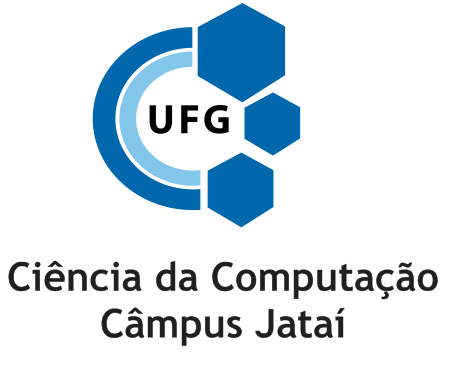 UFG
Ciência da Computação
Câmpus Jataí